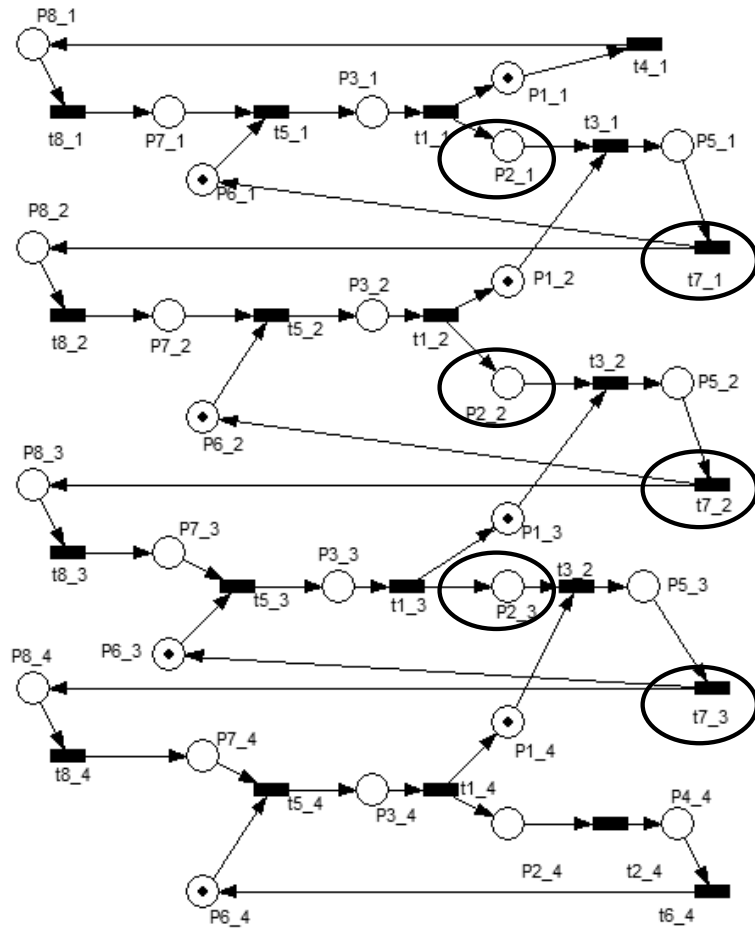 P8_1
t4_1
P3_1
P1_1
t3_1
t8_1
P7_1
t5_1
t1_1
P2_1
P5_1
P6_1
P8_2
t7_1
P3_2
P1_2
t8_2
P7_2
t5_2
t1_2
t3_2
P2_2
P5_2
P6_2
P8_3
t7_2
P7_3
P1_3
P3_3
t3_2
t8_3
t5_3
t1_3
P2_3
P5_3
P6_3
P8_4
t7_3
P7_4
P1_4
t8_4
t5_4
P3_4
t1_4
P4_4
P2_4
t2_4
P6_4
t6_4